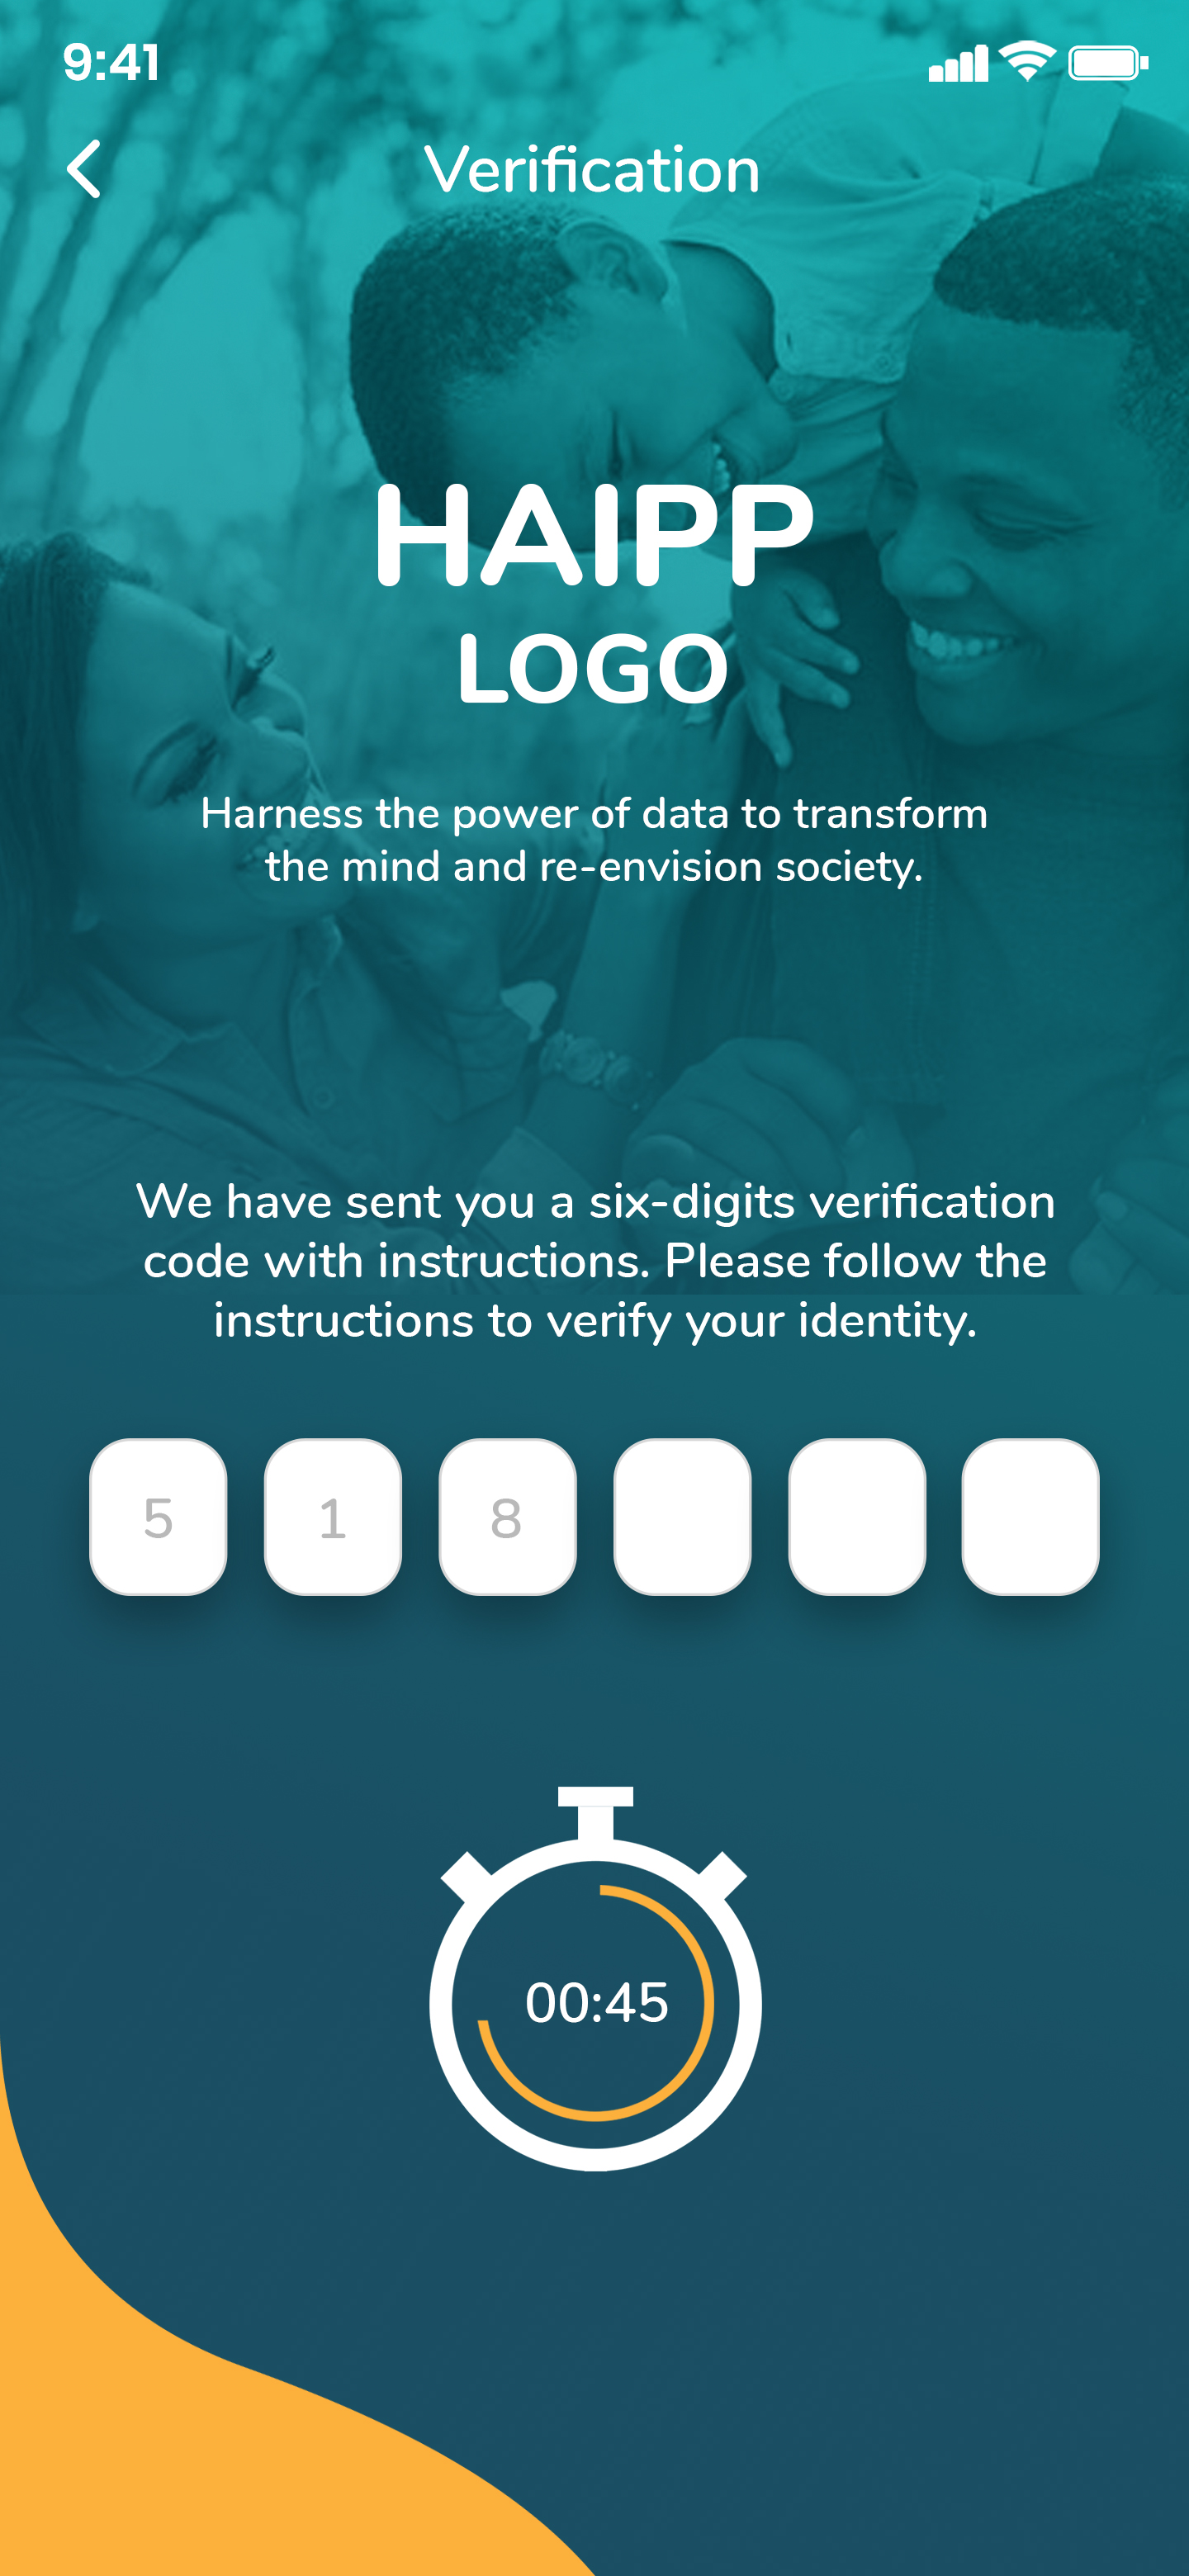 9:41
Verification
HAIPP
LOGO
Harness the power of data to transform
the mind and re-envision society.
We have sent you a six-digits verification
code with instructions. Please follow the
instructions to verify your identity.
5 1 8
00:45